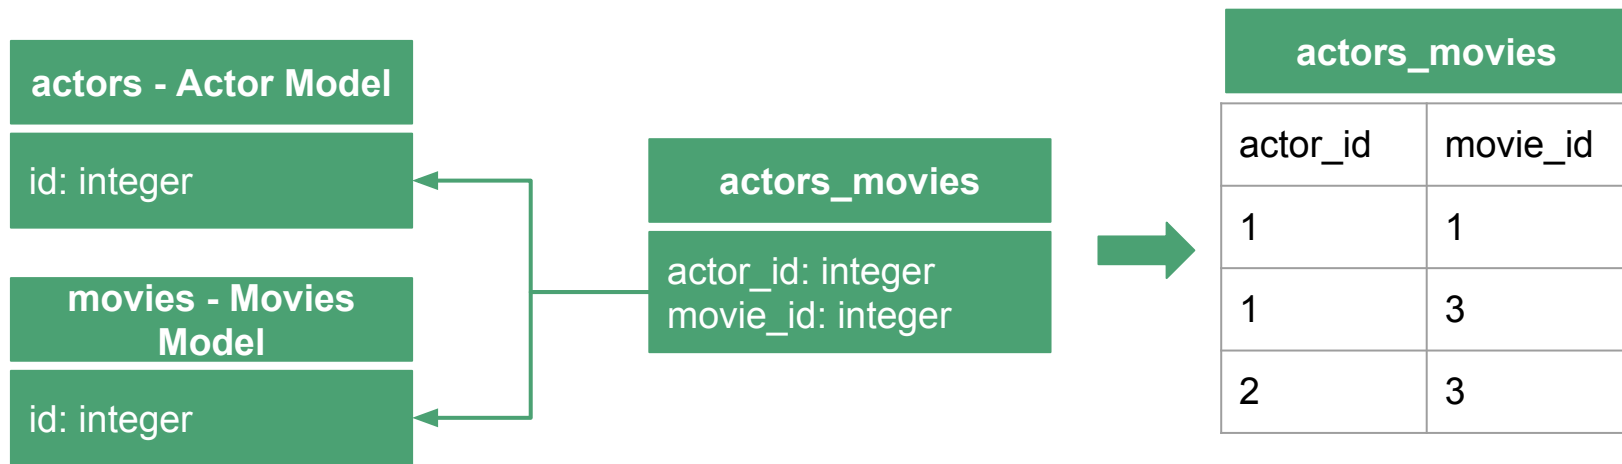 actors - Actor Model
id: integer
movies - Movies
Model
id: integer
actors_movies
actor_id: integer
movie_id: integer
actors_movies
actor_id movie_id
1 1
1 3
2 3